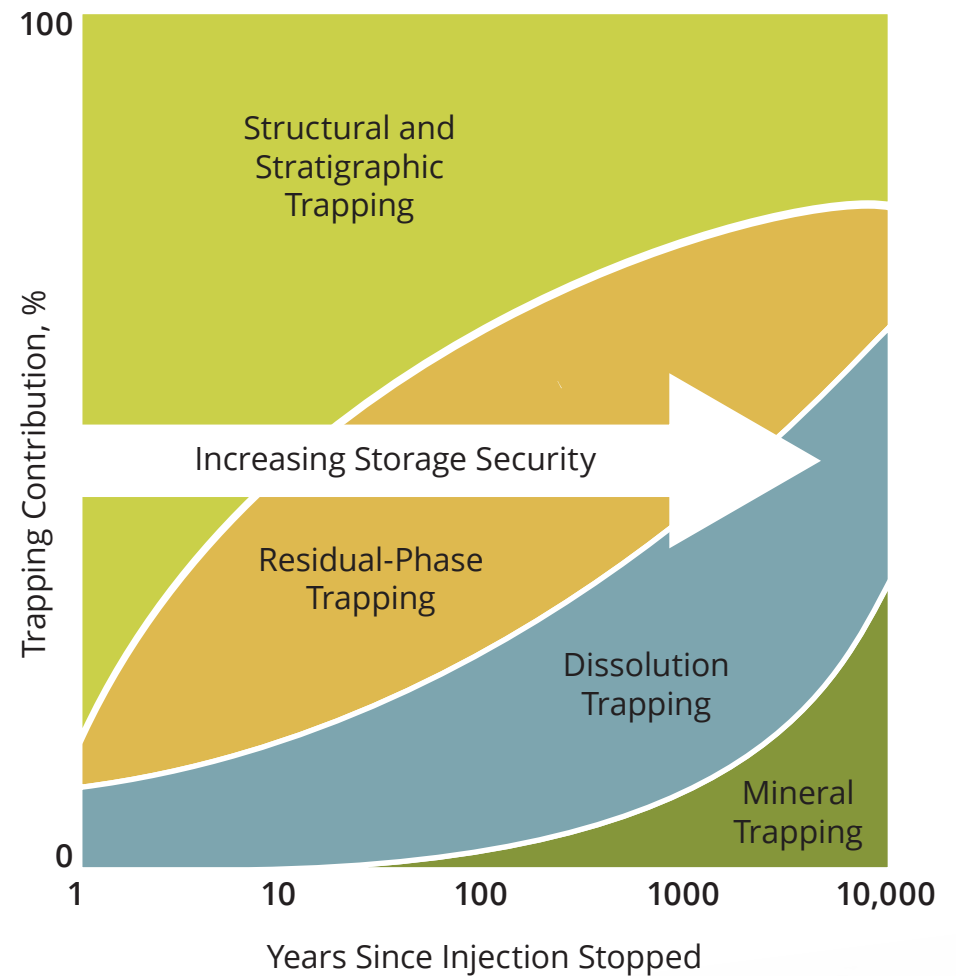 100
Structural and
Stratigraphic
Trapping
Trapping Contribution, %
Increasing Storage Security
Residual-Phase
Trapping
Dissolution
Trapping
Mineral
Trapping
0
1 10 100 1000 10,000
Years Since Injection Stopped